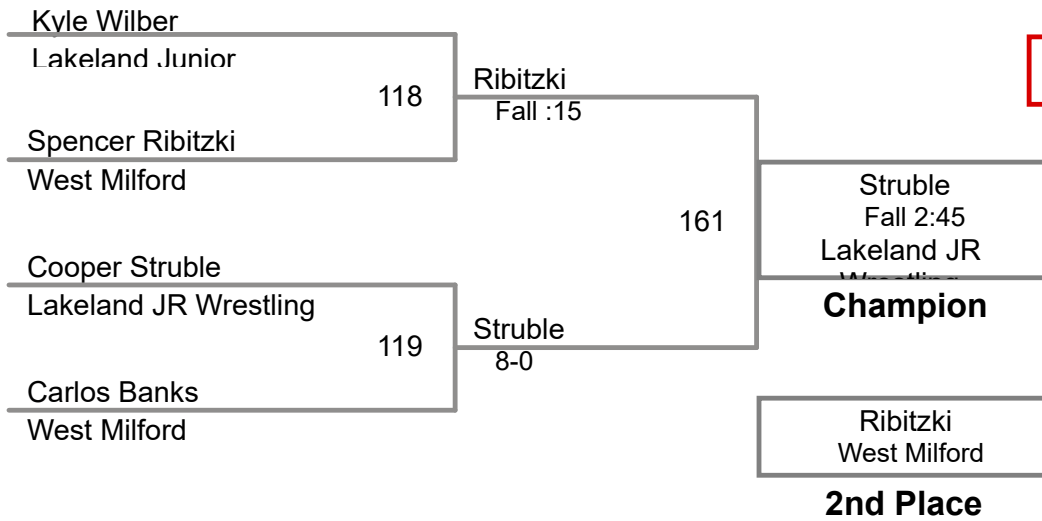 Kyle Wilber
Lakeland Junior
118
Ribitzki
Fall :15
Spencer Ribitzki
West Milford
161
Struble
Fall 2:45
Lakeland JR
Wrestling
Champion
Cooper Struble
Lakeland JR Wrestling
119
Struble
8-0
Carlos Banks
West Milford
Ribitzki
West Milford
2nd Place